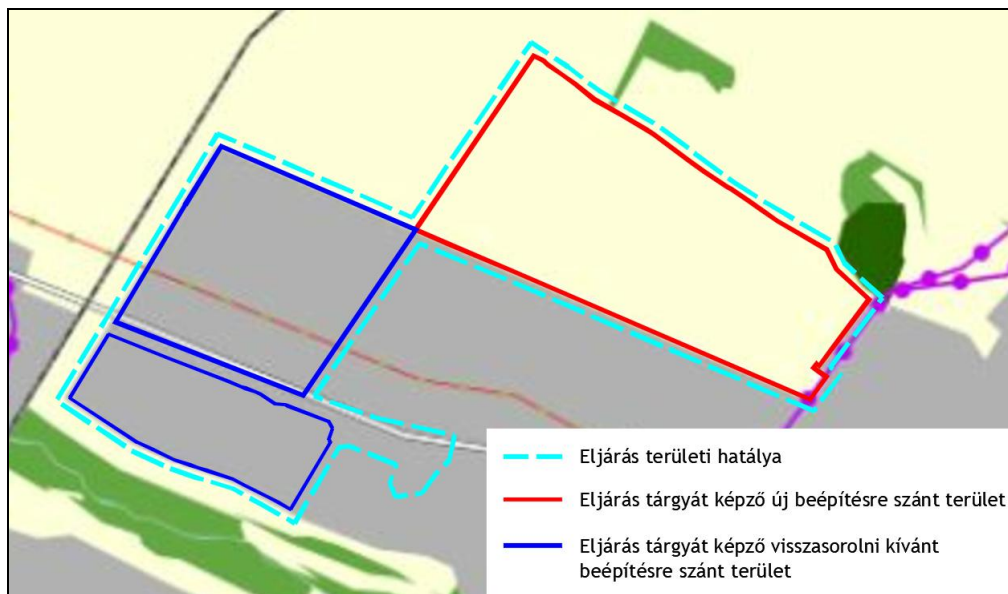 Eljárás területi hatálya
Eljárás tárgyát képző új beépítésre szánt terület
Eljárás tárgyát képző visszasorolni kívánt
beépítésre szánt terület